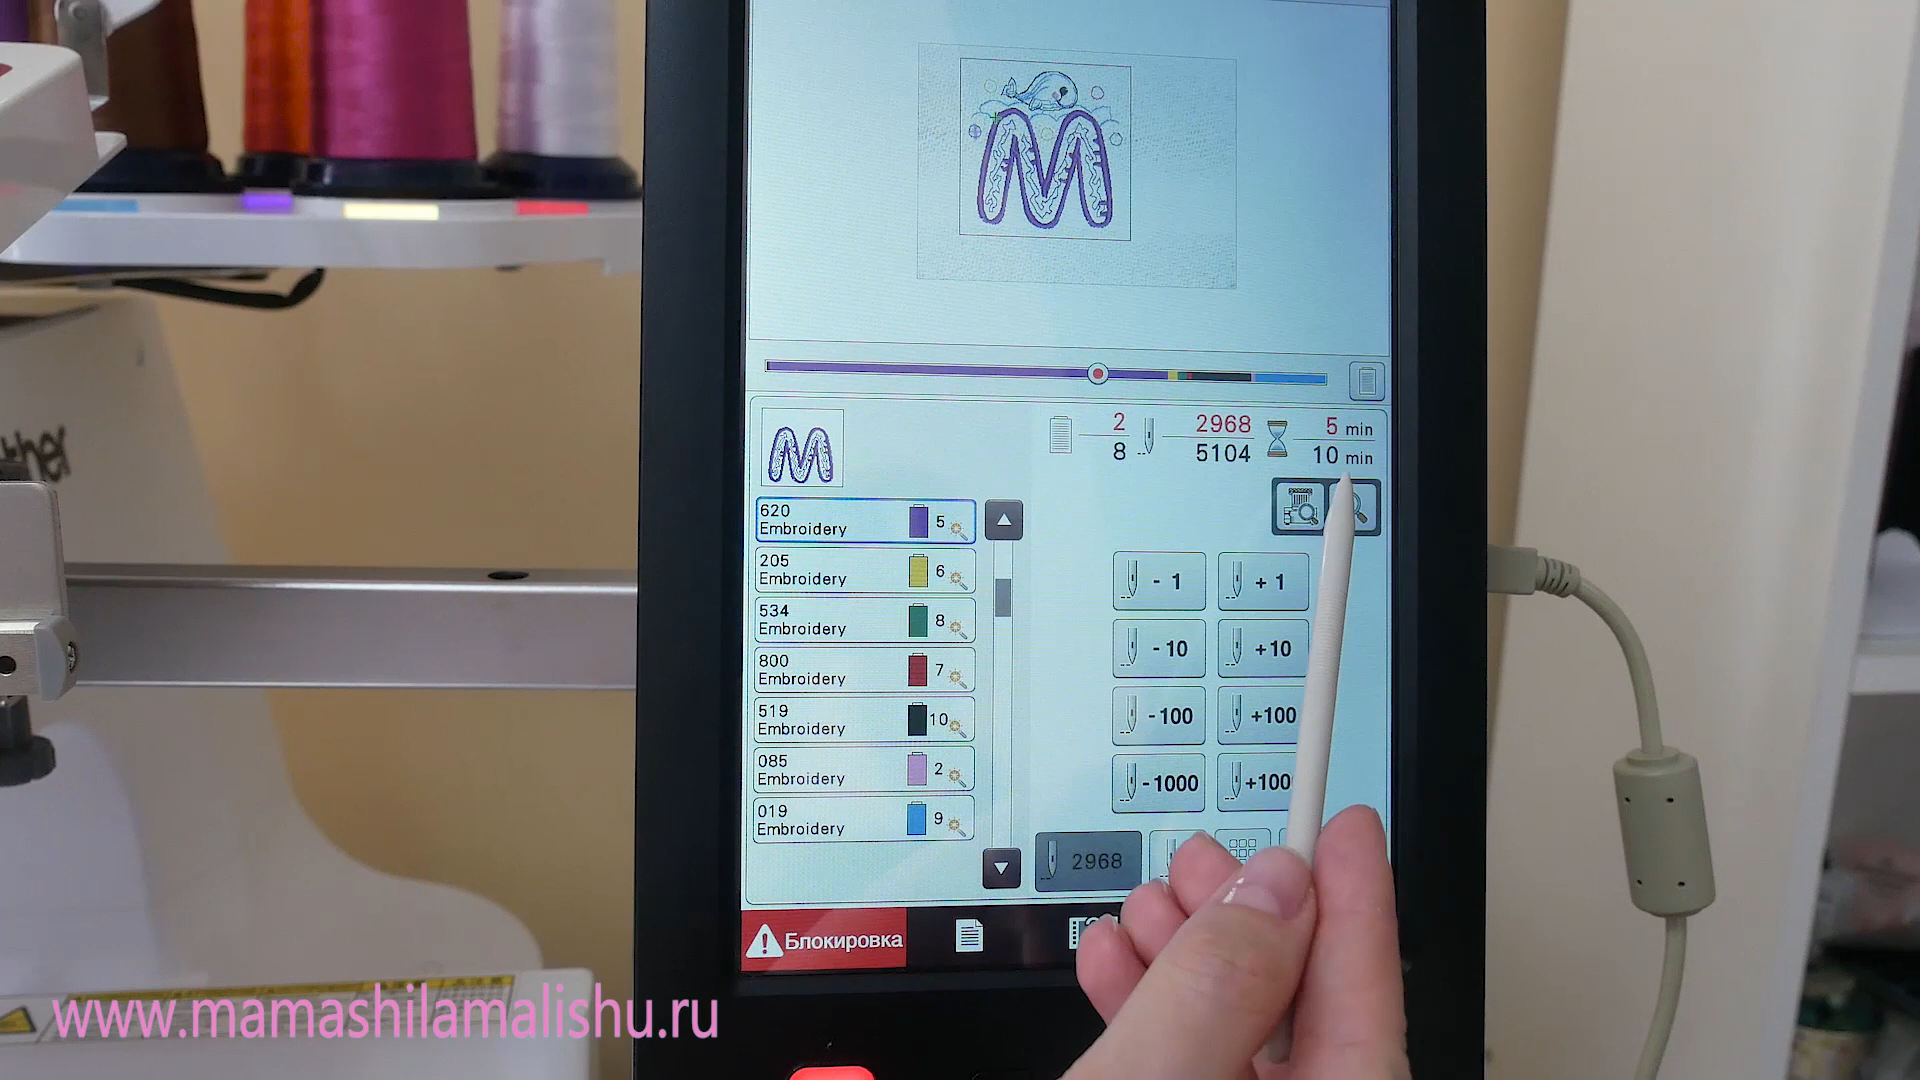 2
8
2968
5104
5 min
10 min
620
Embroidery
5
205
Embroidery
6
534
Embroidery
8
800
Embroidery
7
519
Embroidery
10
085
Embroidery
2
019
Embroidery
9
- 1
+ 1
- 10
+10
-100
+100
-1000
2968
Блокировка
www.mamashilamalishu.ru